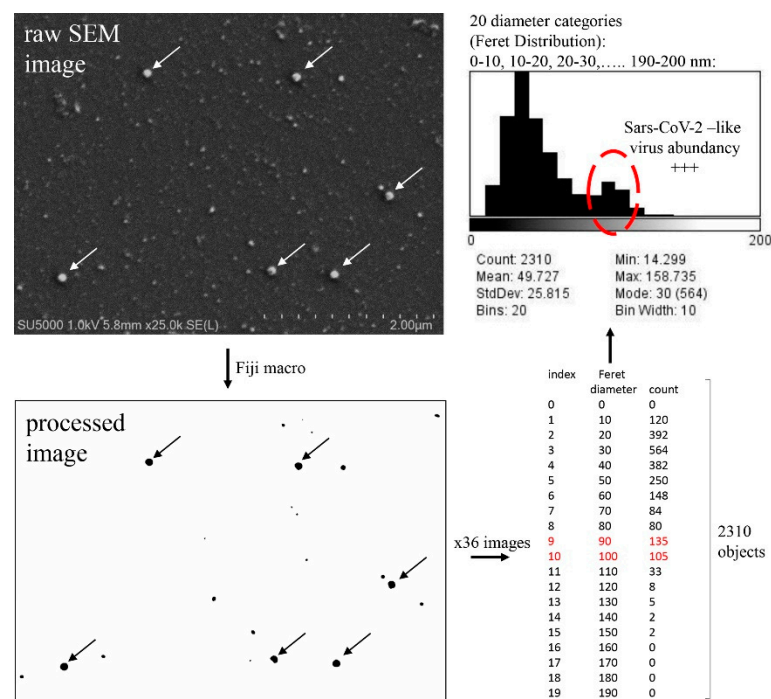 raw SEM
image
SU5000 1.0kV 5.8mm x25.0k SE(L)
2.00µm
Fiji macro
processed
image
x36 images
20 diameter categories
(Feret Distribution):
0-10, 10-20, 20-30,….. 190-200 nm:
Sars-CoV-2 –like
virus abundancy
+++
0
200
Count: 2310
Min: 14.299
Mean: 49.727
Max: 158.735
StdDev: 25.815
Mode: 30 (564)
Bins: 20
Bin Width: 10
index Feret diameter count
0 0 0
1 10 120
2 20 392
3 30 564
4 40 382
5 50 250
6 60 148
7 70 84
8 80 80
9 90 135
10 100 105
11 110 33
12 120 8
13 130 5
14 140 2
15 150 2
16 160 0
17 170 0
18 180 0
19 190 0
2310
objects